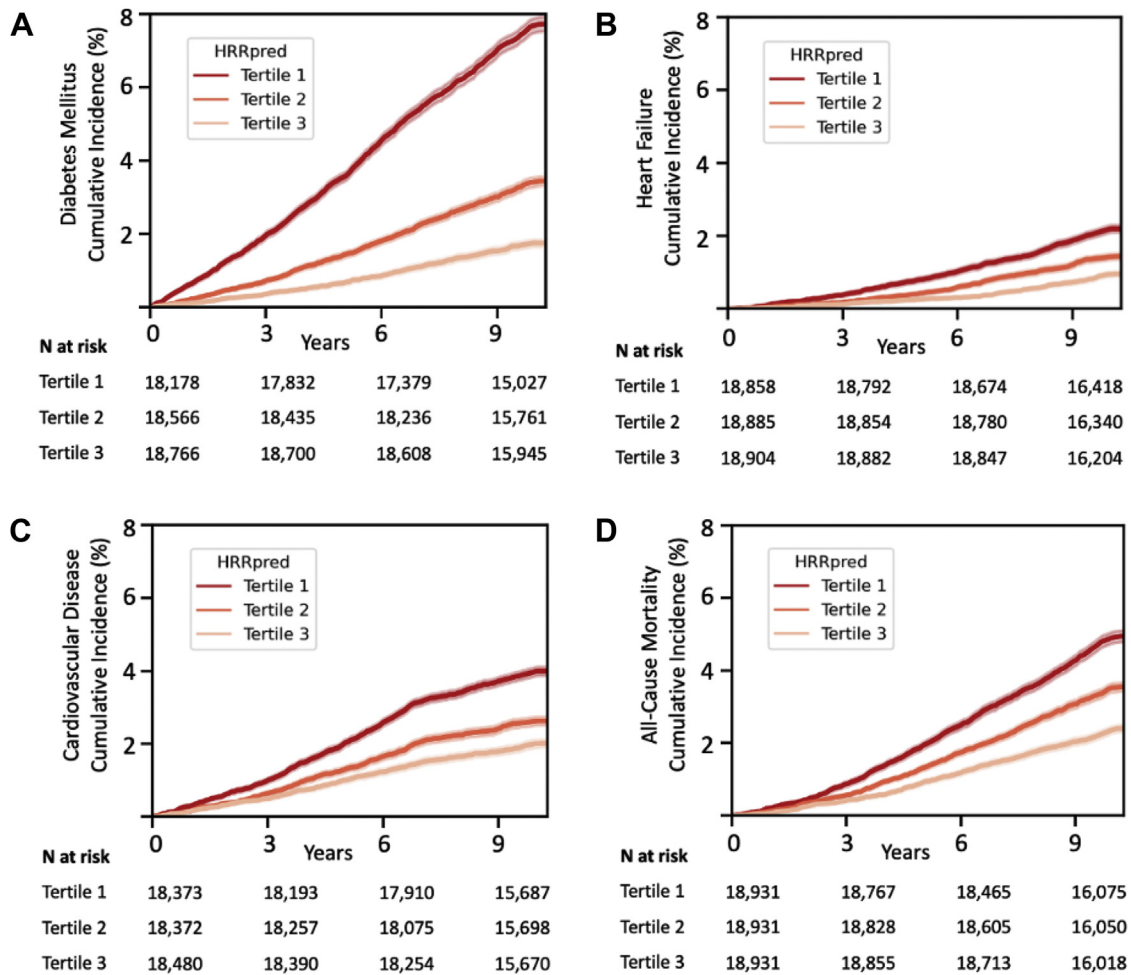 A
Diabetes Mellitus
Cumulative Incidence (%)
8
6
4
2
HRRpred
Tertile 1
Tertile 2
Tertile 3
0 3 6 9
Years
N at risk
Tertile 1 18,178 17,832 17,379 15,027
Tertile 2 18,566 18,435 18,236 15,761
Tertile 3 18,766 18,700 18,608 15,945
B
Heart Failure
Cumulative Incidence (%)
8
6
4
2
HRRpred
Tertile 1
Tertile 2
Tertile 3
0 3 6 9
Years
N at risk
Tertile 1 18,858 18,792 18,674 16,418
Tertile 2 18,885 18,854 18,780 16,340
Tertile 3 18,904 18,882 18,847 16,204
C
Cardiovascular Disease
Cumulative Incidence (%)
8
6
4
2
HRRpred
Tertile 1
Tertile 2
Tertile 3
0 3 6 9
Years
N at risk
Tertile 1 18,373 18,193 17,910 15,687
Tertile 2 18,372 18,257 18,075 15,698
Tertile 3 18,480 18,390 18,254 15,670
D
All-Cause Mortality
Cumulative Incidence (%)
8
6
4
2
HRRpred
Tertile 1
Tertile 2
Tertile 3
0 3 6 9
Years
N at risk
Tertile 1 18,931 18,767 18,465 16,075
Tertile 2 18,931 18,828 18,605 16,050
Tertile 3 18,931 18,855 18,713 16,018